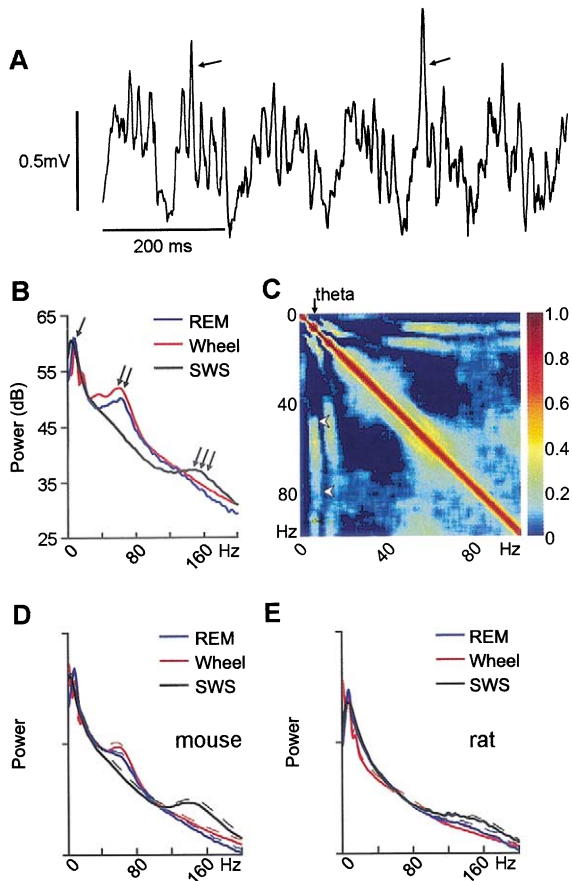 A
0.5mV
200 ms
B
65
55
45
35
25
Power (dB)
REM
Wheel
SWS
0
80
160
Hz
C
theta
0
40
80
Hz
0
40
80
Hz
1.0
0.8
0.6
0.4
0.2
0
D
REM
Wheel
SWS
Power
mouse
0
80
160
Hz
E
REM
Wheel
SWS
Power
rat
0
80
160
Hz